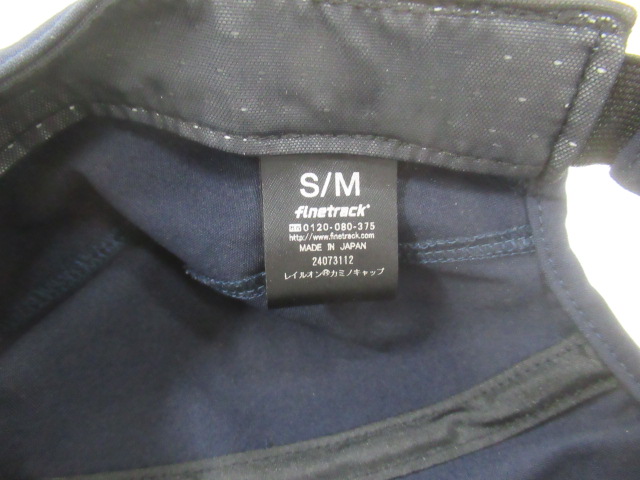 S/M
finetrack®
0120-080-375
http://www.finetrack.com/
MADE IN JAPAN
24073112
レイルオン®カミノキャップ